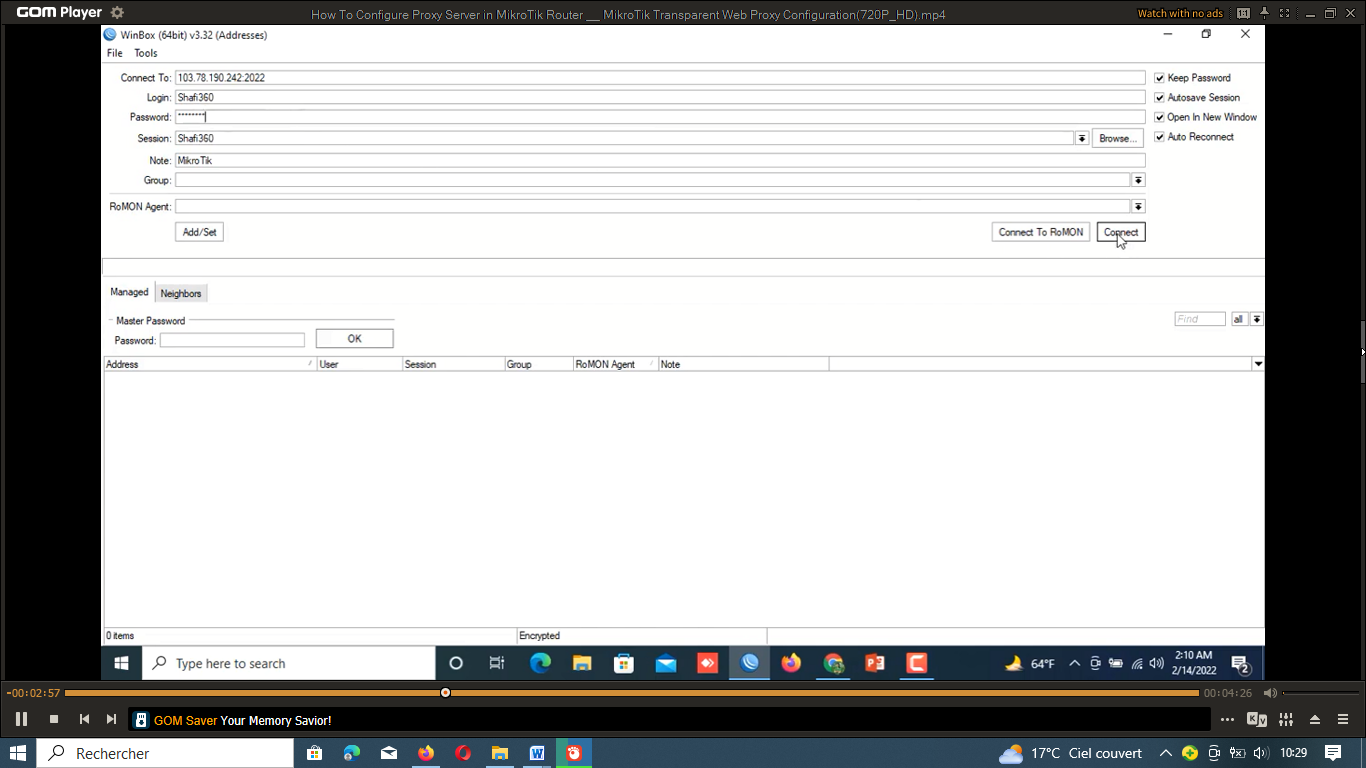 GOM Player
How To Configure Proxy Server in MikroTik Router __ MikroTik Transparent Web Proxy Configuration(720P_HD).mp4
Watch with no ads
WinBox (64bit) v3.32 (Addresses)
File Tools
Connect To: 103.78.190.242:2022
Keep Password
Login: Shafi360
Autosave Session
Password: ********
Open In New Window
Session: Shafi360
Browse...
Auto Reconnect
Note: MikroTik
Group:
RoMON Agent:
Add/Set
Connect To RoMON
Connect
Managed Neighbors
Master Password
Find
all
Password:
OK
Address User Session Group RoMON Agent Note
0 items
Encrypted
Type here to search
64°F
2:10 AM
2/14/2022
2
-00:02:57
00:04:26
GOM Saver Your Memory Savior!
Rechercher
17°C Ciel couvert
10:29